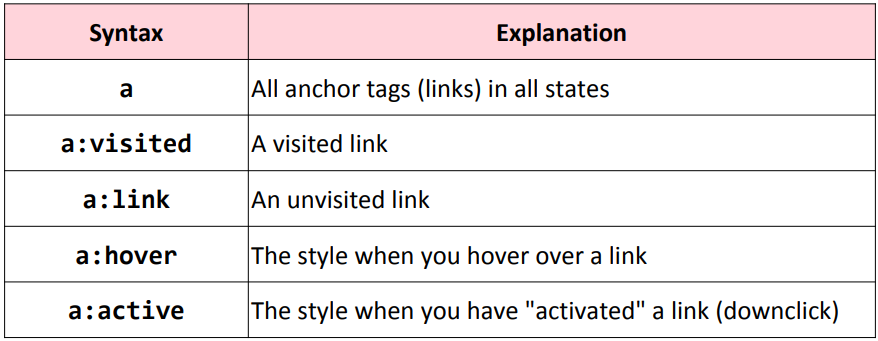 Syntax Explanation
a All anchor tags (links) in all states
a:visited A visited link
a:link An unvisited link
a:hover The style when you hover over a link
a:active The style when you have "activated" a link (downclick)